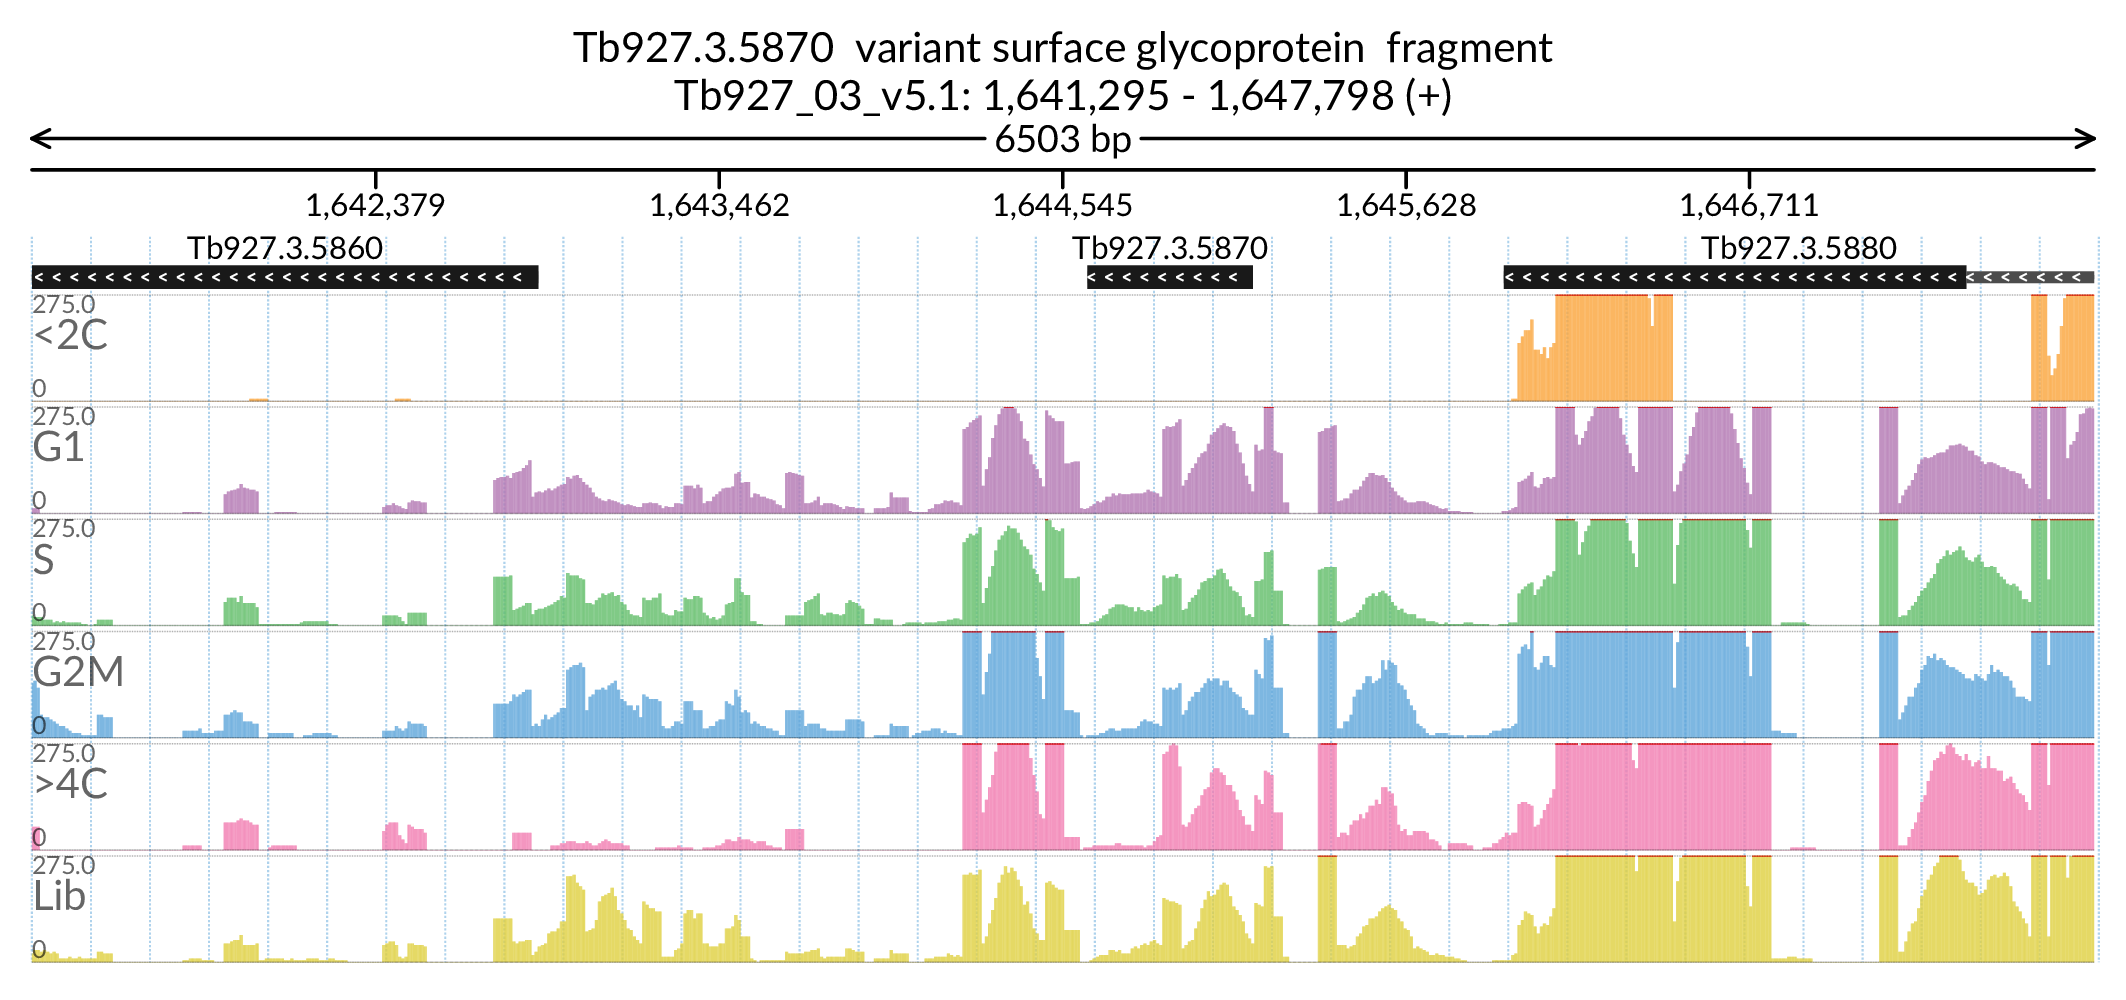 Tb927.3.5870  variant surface glycoprotein  fragment
Tb927_03_v5.1: 1,641,295 - 1,647,798 (+)
6503 bp
1,642,379 1,643,462 1,644,545 1,645,628 1,646,711
Tb927.3.5860 Tb927.3.5870 Tb927.3.5880
275.0
<2C
0
275.0
G1
0
275.0
S
0
275.0
G2M
0
275.0
>4C
0
275.0
Lib
0